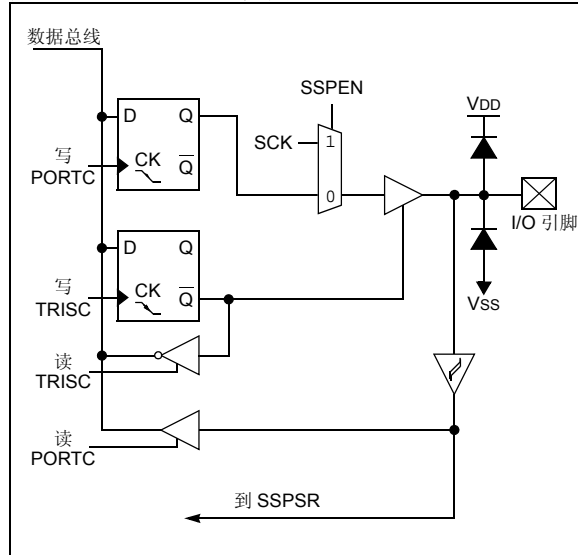 数据总线
SSPEN
VDD
D
Q
SCK
1
写
PORTC
CK
Q
0
I/O 引脚
D
Q
写
TRISC
CK
Q
VSS
读
TRISC
读
PORTC
到 SSPSR